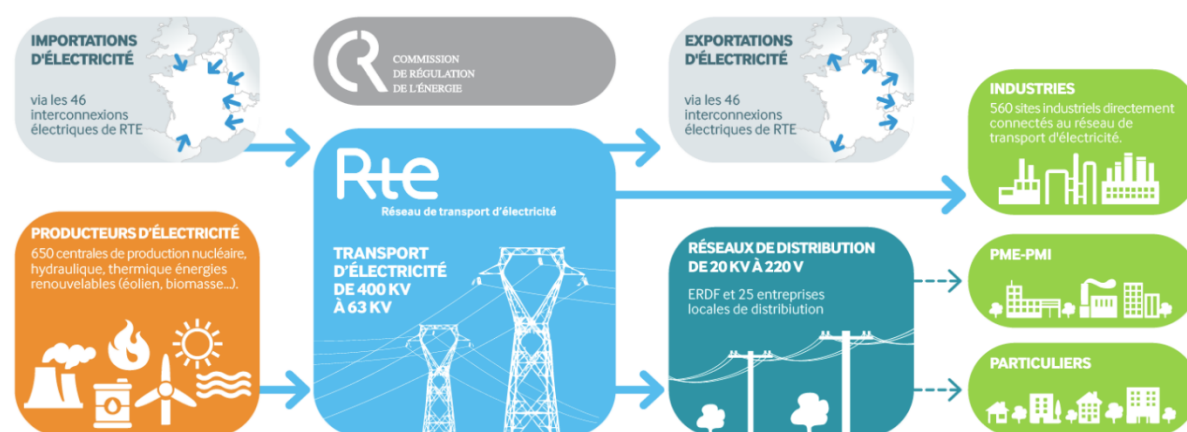 IMPORTATIONS
D'ÉLECTRICITÉ
via les 46
interconnexions
électriques de RTE
CR
COMMISSION
DE RÉGULATION
DE L'ÉNERGIE
EXPORTATIONS
D'ÉLECTRICITÉ
via les 46
interconnexions
électriques de RTE
INDUSTRIES
560 sites industriels directement
connectés au réseau de
transport d'électricité.
Rte
Réseau de transport d'électricité
TRANSPORT
D'ÉLECTRICITÉ
DE 400 KV
À 63 KV
PRODUCTEURS D'ÉLECTRICITÉ
650 centrales de production nucléaire,
hydraulique, thermique énergies
renouvelables (éolien, biomasse...).
RÉSEAUX DE DISTRIBUTION
DE 20 KV À 220 V
ERDF et 25 entreprises
locales de distribiution
PME-PMI
PARTICULIERS